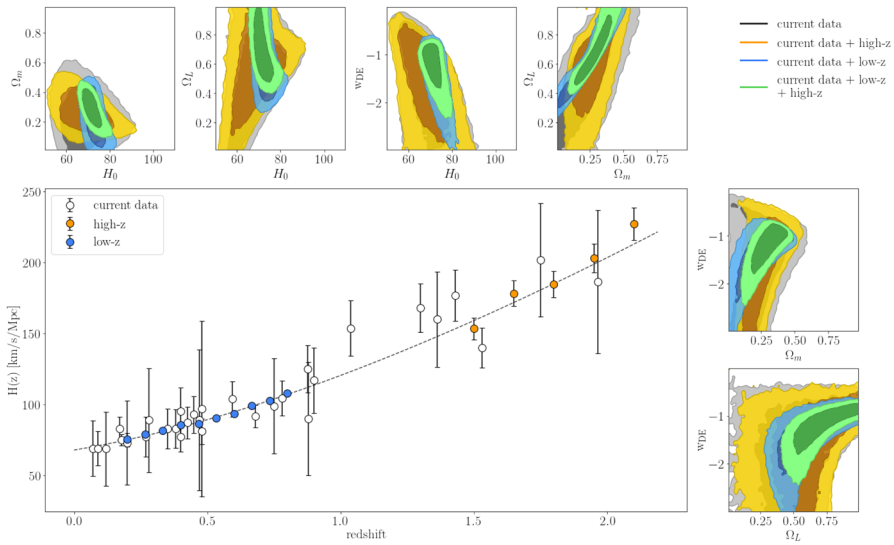 0.8
0.6
0.4
0.2
Ωm
60 80 100
H0
0.8
0.6
0.4
0.2
ΩL
60 80 100
H0
−1
−2
wDE
60 80 100
H0
0.8
0.6
0.4
0.2
ΩL
0.25 0.50 0.75
Ωm
current data
current data + high-z
current data + low-z
current data + low-z
+ high-z
250
200
150
100
50
H(z) [km/s/Mpc]
current data
high-z
low-z
0.0 0.5 1.0 1.5 2.0
redshift
−1
−2
wDE
0.25 0.50 0.75
Ωm
−1
−2
wDE
0.25 0.50 0.75
ΩL